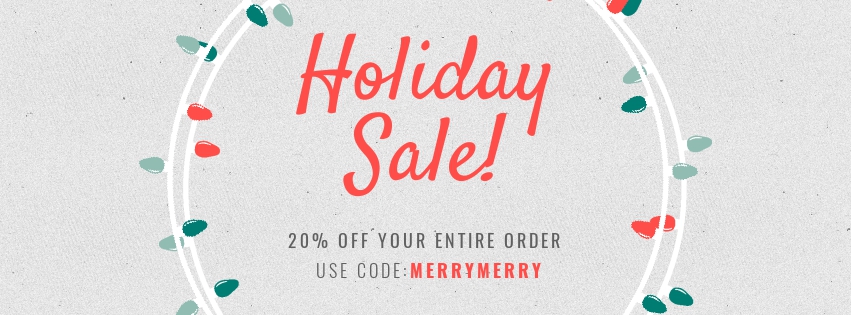 Holiday
Sale!
20% OFF YOUR ENTIRE ORDER
USE CODE:MERRYMERRY